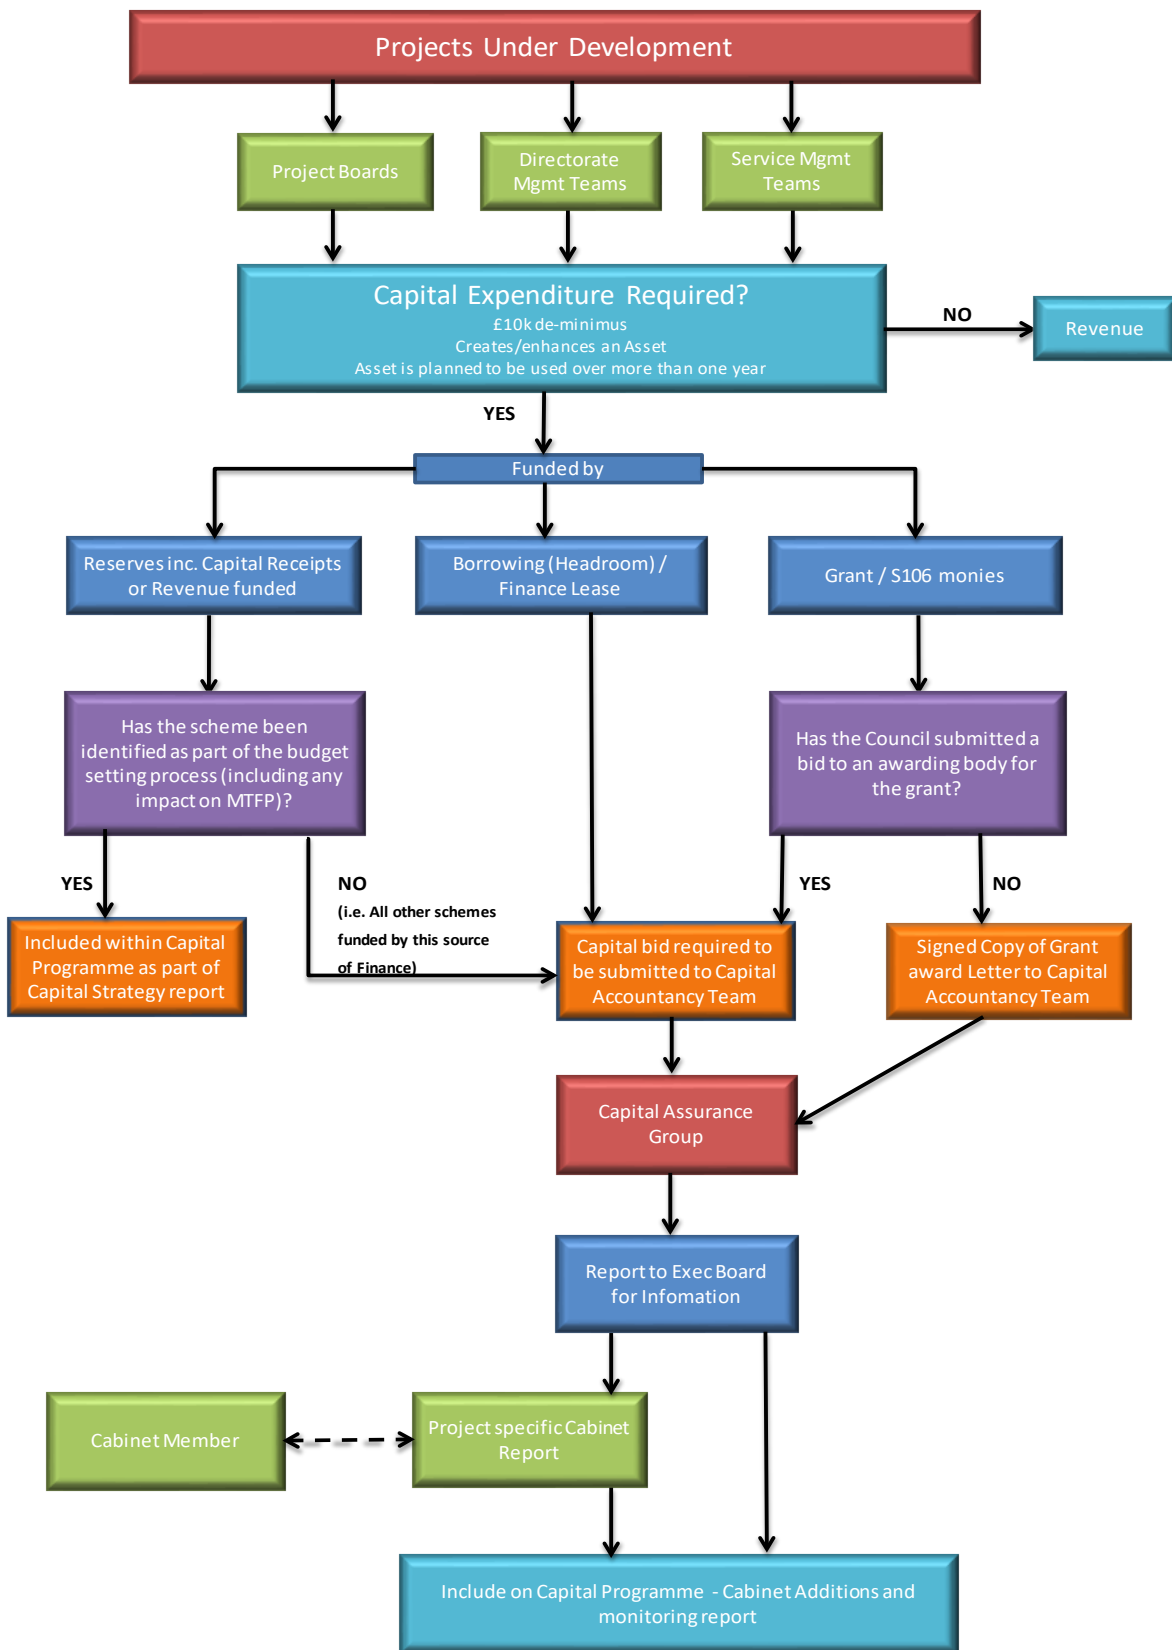 Projects Under Development
Project Boards
Directorate
Mgmt Teams
Service Mgmt
Teams
Capital Expenditure Required?
£10k de-minimus
Creates/enhances an Asset
Asset is planned to be used over more than one year
NO
Revenue
YES
Funded by
Reserves inc. Capital Receipts
or Revenue funded
Borrowing (Headroom) /
Finance Lease
Grant / S106 monies
Has the scheme been
identified as part of the budget
setting process (including any
impact on MTFP)?
Has the Council submitted a
bid to an awarding body for
the grant?
YES
NO
(i.e. All other schemes
funded by this source
of Finance)
YES
NO
Included within Capital
Programme as part of
Capital Strategy report
Capital bid required to
be submitted to Capital
Accountancy Team
Signed Copy of Grant
award Letter to Capital
Accountancy Team
Capital Assurance
Group
Report to Exec Board
for Infomation
Cabinet Member
Project specific Cabinet
Report
Include on Capital Programme - Cabinet Additions and
monitoring report